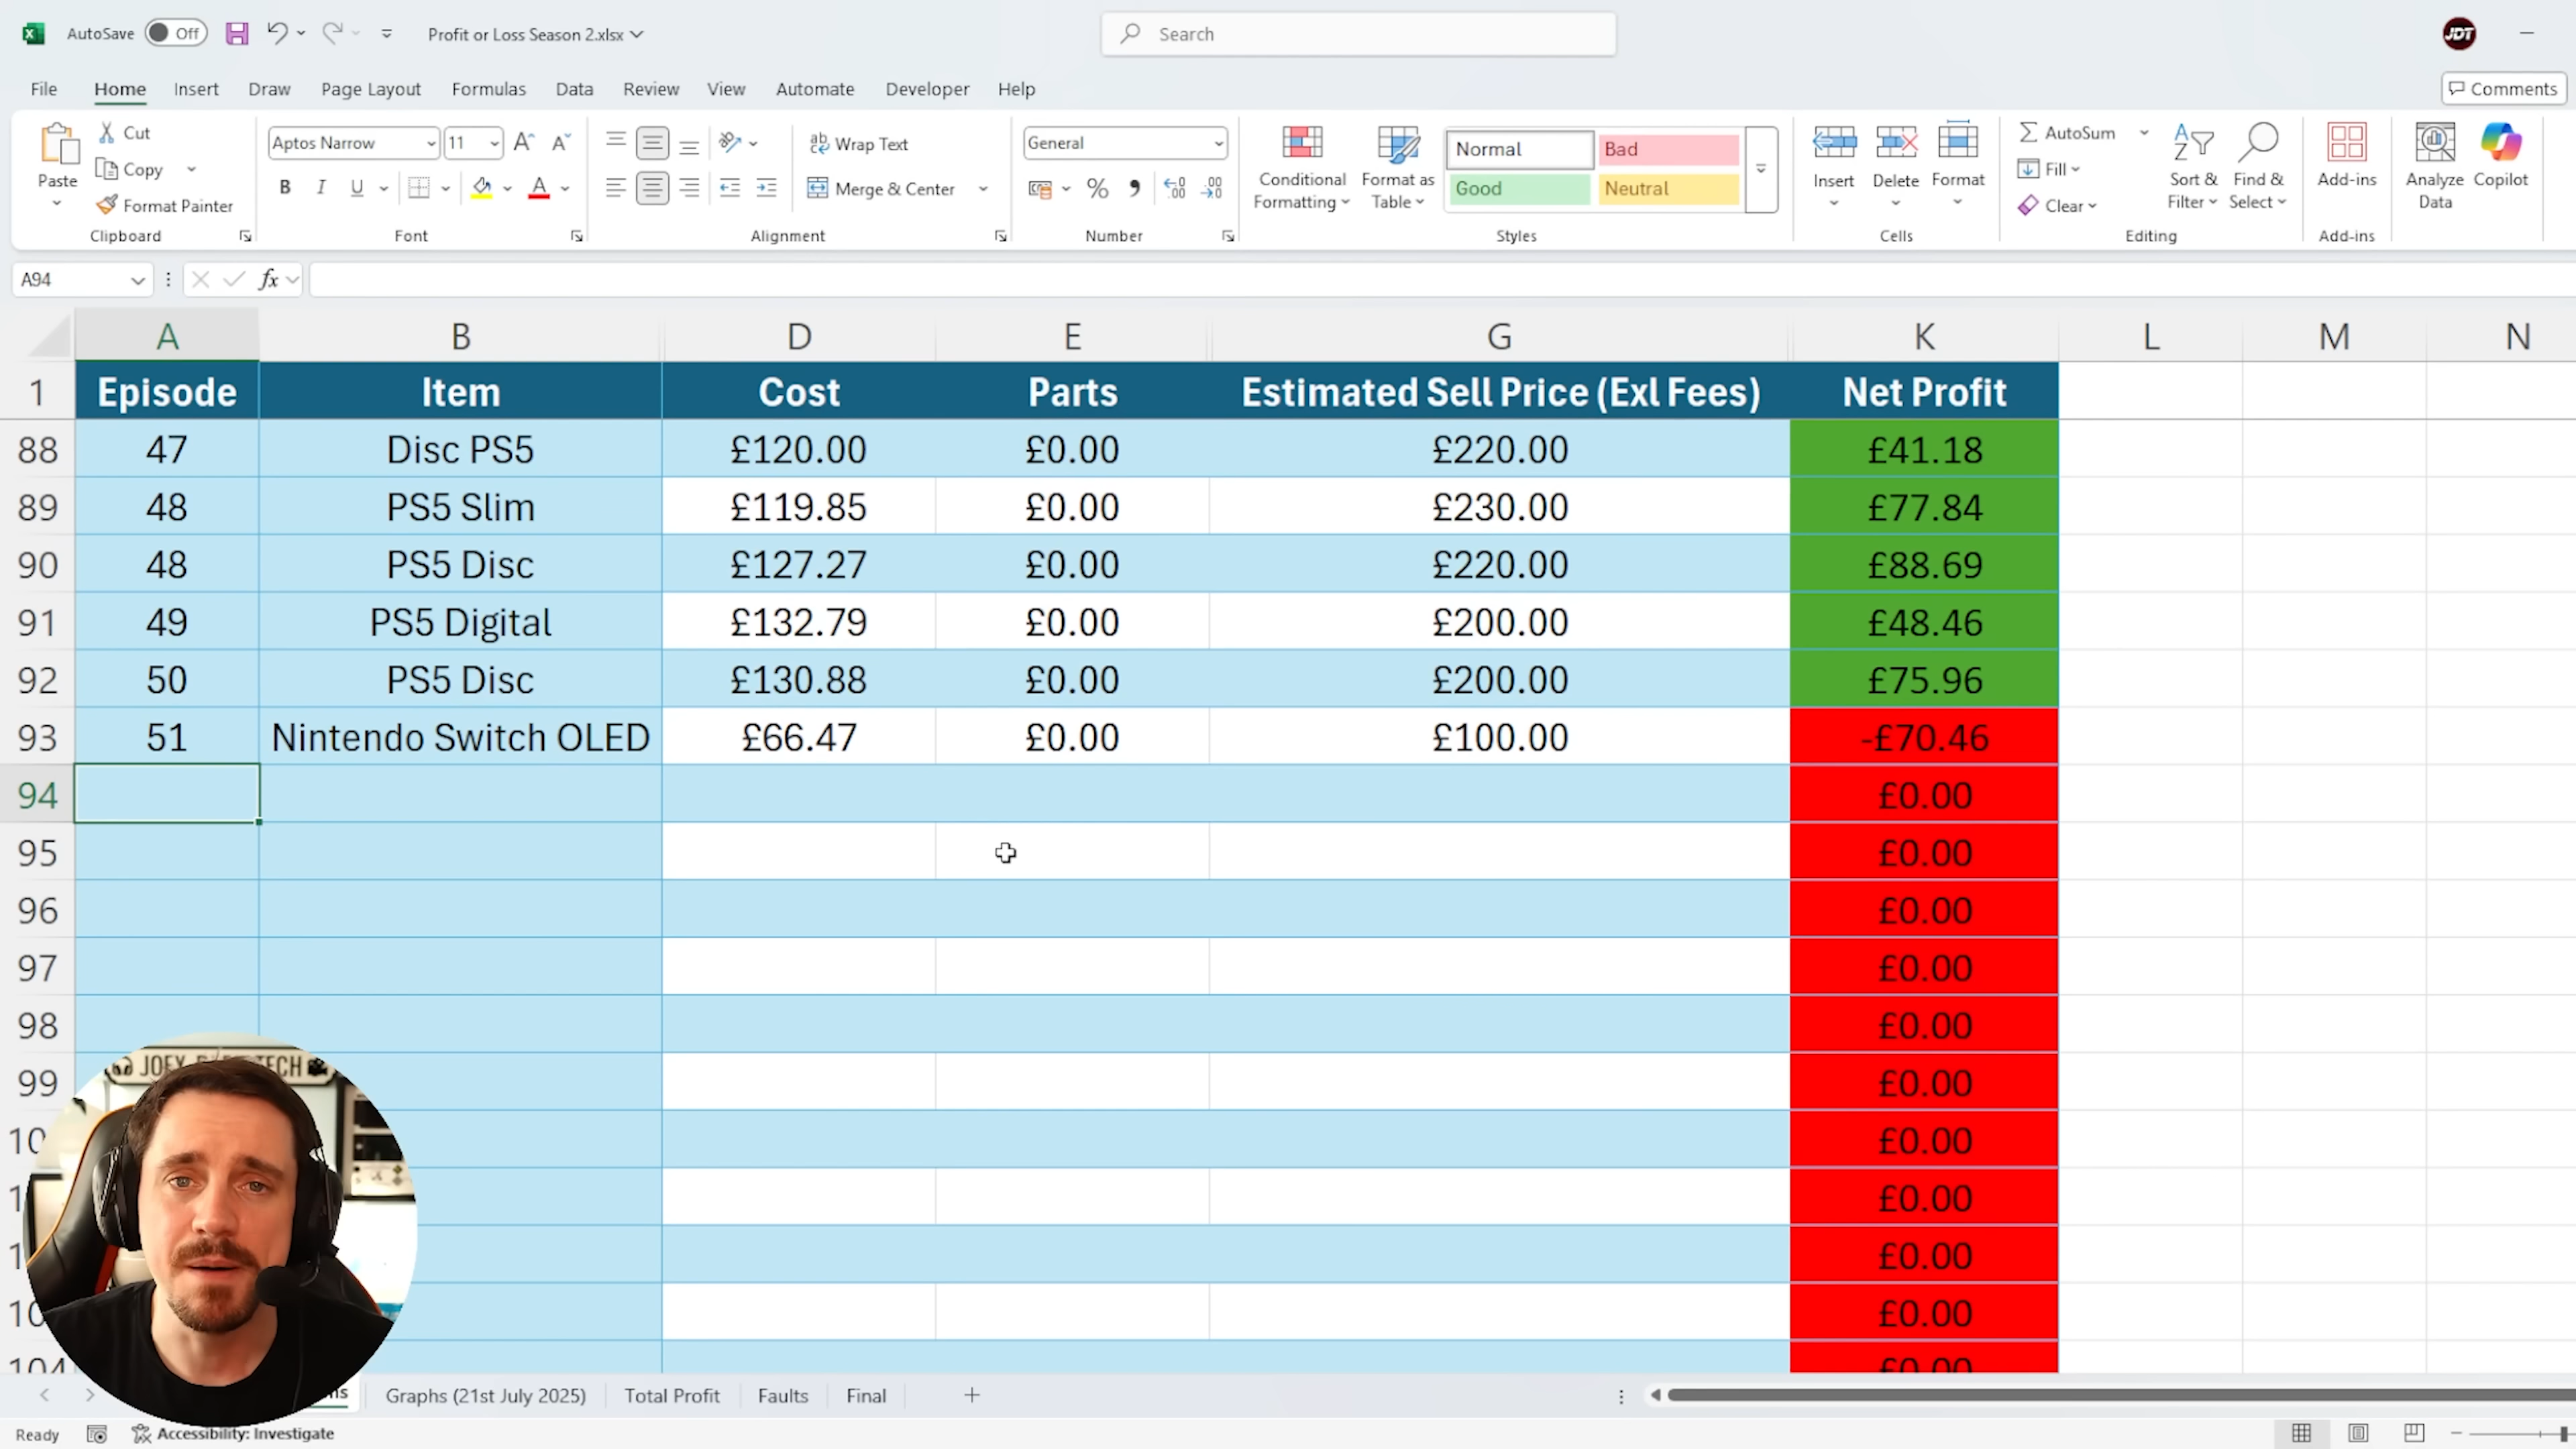 AutoSave Off Profit or Loss Season 2.xlsx Search JDT
File Home Insert Draw Page Layout Formulas Data Review View Automate Developer Help Comments
Paste Cut Copy Format Painter Clipboard
Aptos Narrow 11 B I U Font
Wrap Text Merge & Center Alignment
General % Number
Conditional Formatting Format as Table Normal Bad Good Neutral Styles
Insert Delete Format Cells
AutoSum Fill Clear Sort & Filter Find & Select Editing
Add-ins Add-ins
Analyze Data Copilot
A94 fx
A B D E G K L M N
1 Episode Item Cost Parts Estimated Sell Price (Exl Fees) Net Profit
88 47 Disc PS5 £120.00 £0.00 £220.00 £41.18
89 48 PS5 Slim £119.85 £0.00 £230.00 £77.84
90 48 PS5 Disc £127.27 £0.00 £220.00 £88.69
91 49 PS5 Digital £132.79 £0.00 £200.00 £48.46
92 50 PS5 Disc £130.88 £0.00 £200.00 £75.96
93 51 Nintendo Switch OLED £66.47 £0.00 £100.00 -£70.46
94 £0.00
95 £0.00
96 £0.00
97 £0.00
98 £0.00
99 £0.00
£0.00
£0.00
£0.00
£0.00
104 £0.00
JOEY TECH
Graphs (21st July 2025) Total Profit Faults Final
Ready Accessibility: Investigate